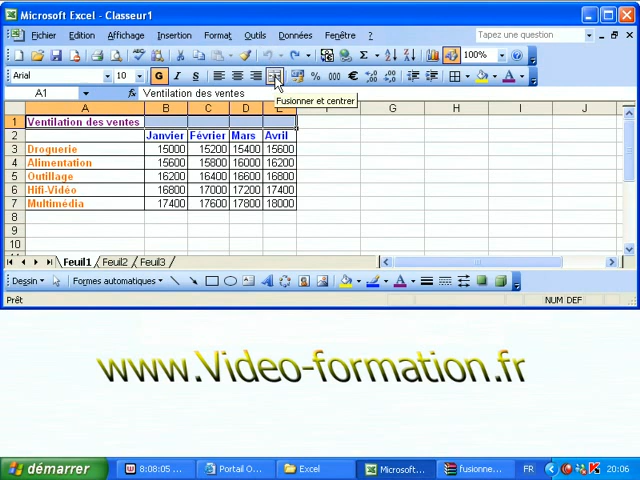 Microsoft Excel - Classeur1
Fichier Edition Affichage Insertion Format Outils Données Fenêtre ? Tapez une question
Σ 100%
Arial 10 G I S % 000 €
A1 fx Ventilation des ventes
Fusionner et centrer
A B C D E F G H I J
1 Ventilation des ventes
2 Janvier Février Mars Avril
3 Droguerie 15000 15200 15400 15600
4 Alimentation 15600 15800 16000 16200
5 Outillage 16200 16400 16600 16800
6 Hifi-Vidéo 16800 17000 17200 17400
7 Multimédia 17400 17600 17800 18000
8
9
10
Feuil1 Feuil2 Feuil3
Dessin Formes automatiques
Prêt NUM DEF
www.Video-formation.fr
démarrer 8:08:05 ... Portail O... Excel Microsoft... fusionne... FR 20:06